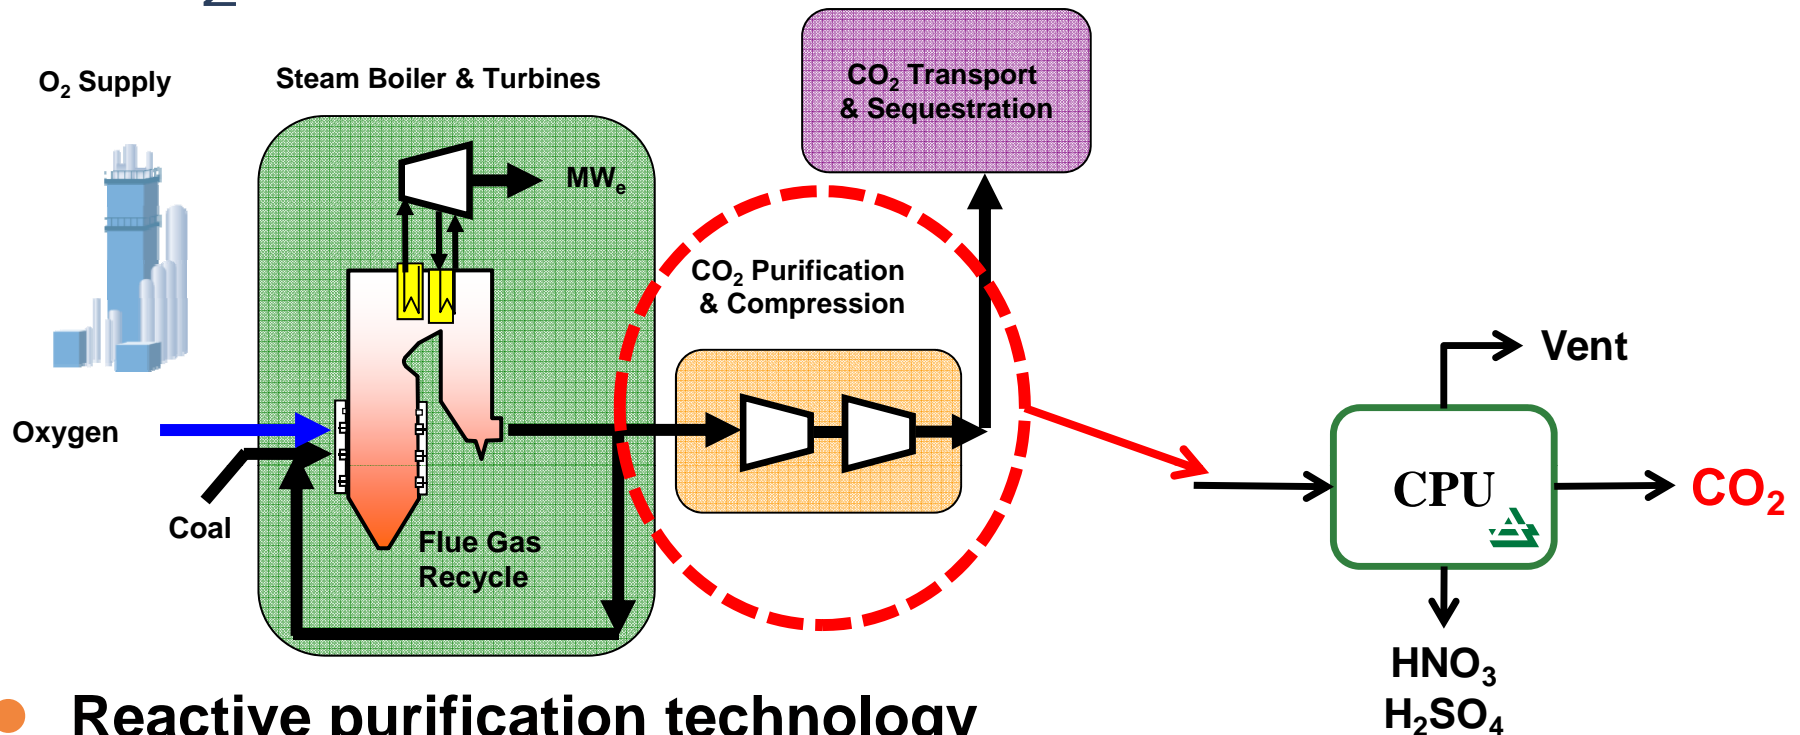 O₂ Supply
Steam Boiler & Turbines
CO₂ Transport
& Sequestration
MWₑ
CO₂ Purification
& Compression
Vent
Oxygen
CPU
CO₂
Coal
Flue Gas
Recycle
HNO₃
H₂SO₄
Reactive purification technology